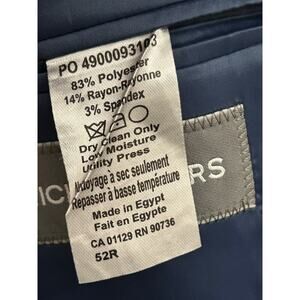 PO 4900093103
83% Polyester
14% Rayon-Rayonne
3% Spandex
Dry Clean Only
Low Moisture
Utility Press
Nettoyage à sec seulement
Repasser à basse température
Made in Egypt
Fait en Egypte
CA 01129 RN 90736
52R